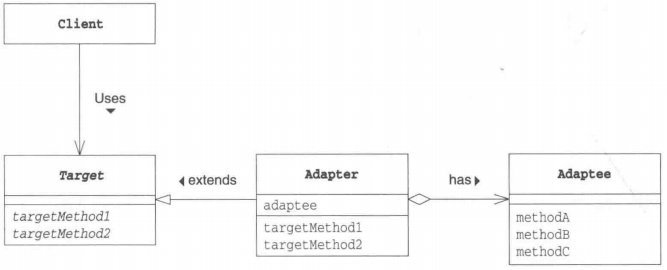 Client
Uses
Target
targetMethod1
targetMethod2
extends
Adapter
adaptee
targetMethod1
targetMethod2
has
Adaptee
methodA
methodB
methodC